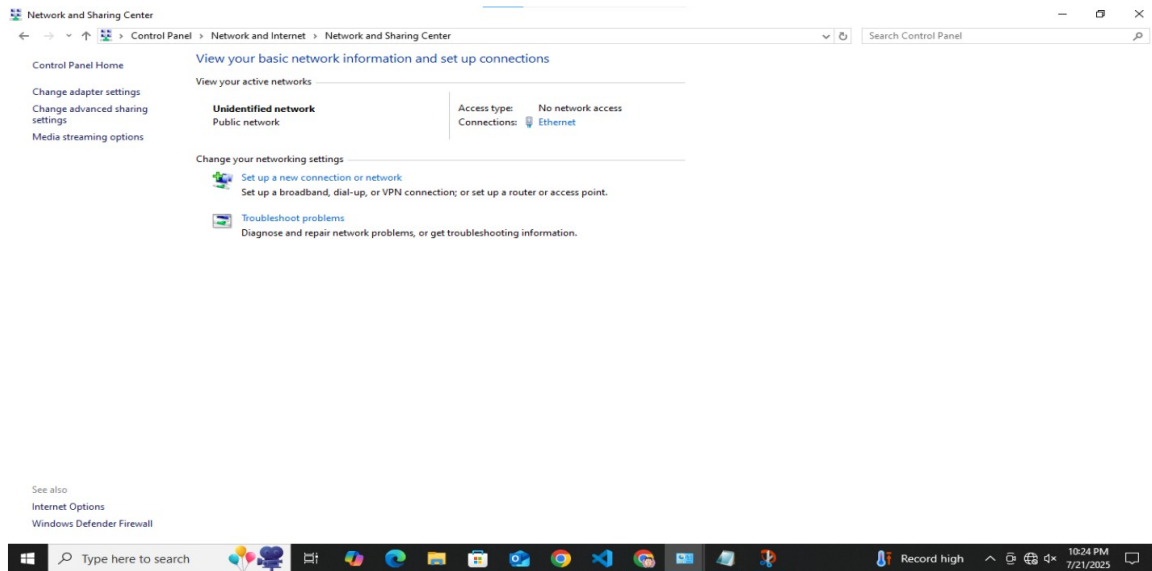 Network and Sharing Center
Control Panel > Network and Internet > Network and Sharing Center
Search Control Panel
Control Panel Home
Change adapter settings
Change advanced sharing
settings
Media streaming options
View your basic network information and set up connections
View your active networks
Unidentified network
Public network
Access type: No network access
Connections: Ethernet
Change your networking settings
Set up a new connection or network
Set up a broadband, dial-up, or VPN connection; or set up a router or access point.
Troubleshoot problems
Diagnose and repair network problems, or get troubleshooting information.
See also
Internet Options
Windows Defender Firewall
Type here to search
Record high
10:24 PM
7/21/2025